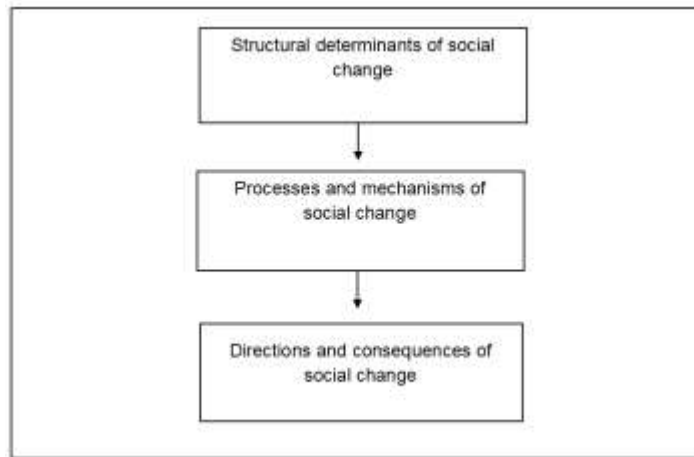 Structural determinants of social
change
Processes and mechanisms of
social change
Directions and consequences of
social change